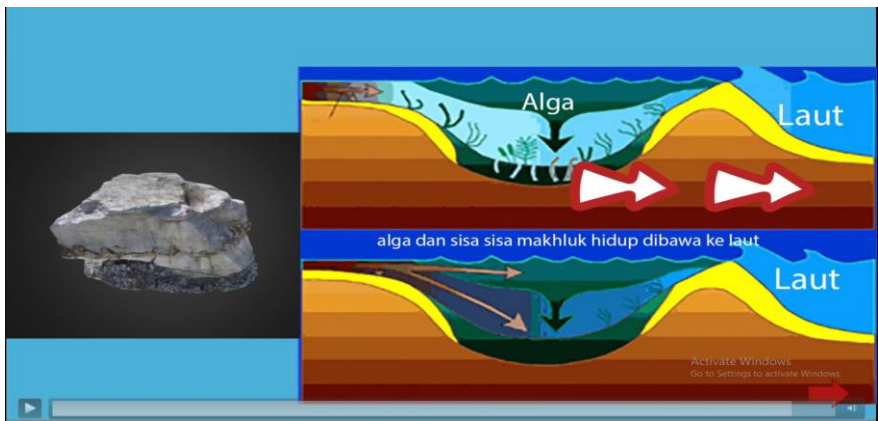 Alga
Laut
alga dan sisa sisa makhluk hidup dibawa ke laut
Laut
Activate Windows
Go to Settings to activate Windows.